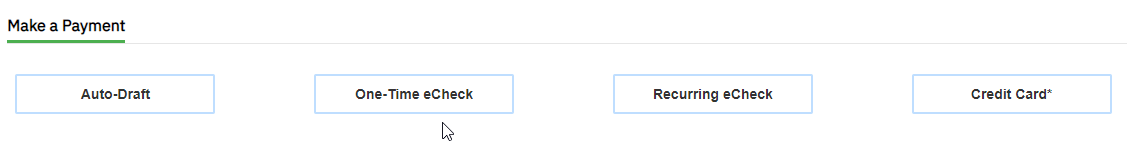 Make a Payment
Auto-Draft One-Time eCheck Recurring eCheck Credit Card*